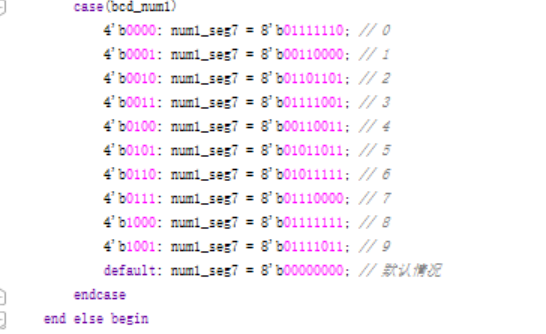 case(bcd_num1)
4'b0000: num1_seg7 = 8'b01111110; // 0
4'b0001: num1_seg7 = 8'b00110000; // 1
4'b0010: num1_seg7 = 8'b01101101; // 2
4'b0011: num1_seg7 = 8'b01111001; // 3
4'b0100: num1_seg7 = 8'b00110011; // 4
4'b0101: num1_seg7 = 8'b01011011; // 5
4'b0110: num1_seg7 = 8'b01011111; // 6
4'b0111: num1_seg7 = 8'b01110000; // 7
4'b1000: num1_seg7 = 8'b01111111; // 8
4'b1001: num1_seg7 = 8'b01111011; // 9
default: num1_seg7 = 8'b00000000; // 默认情况
endcase
end else begin